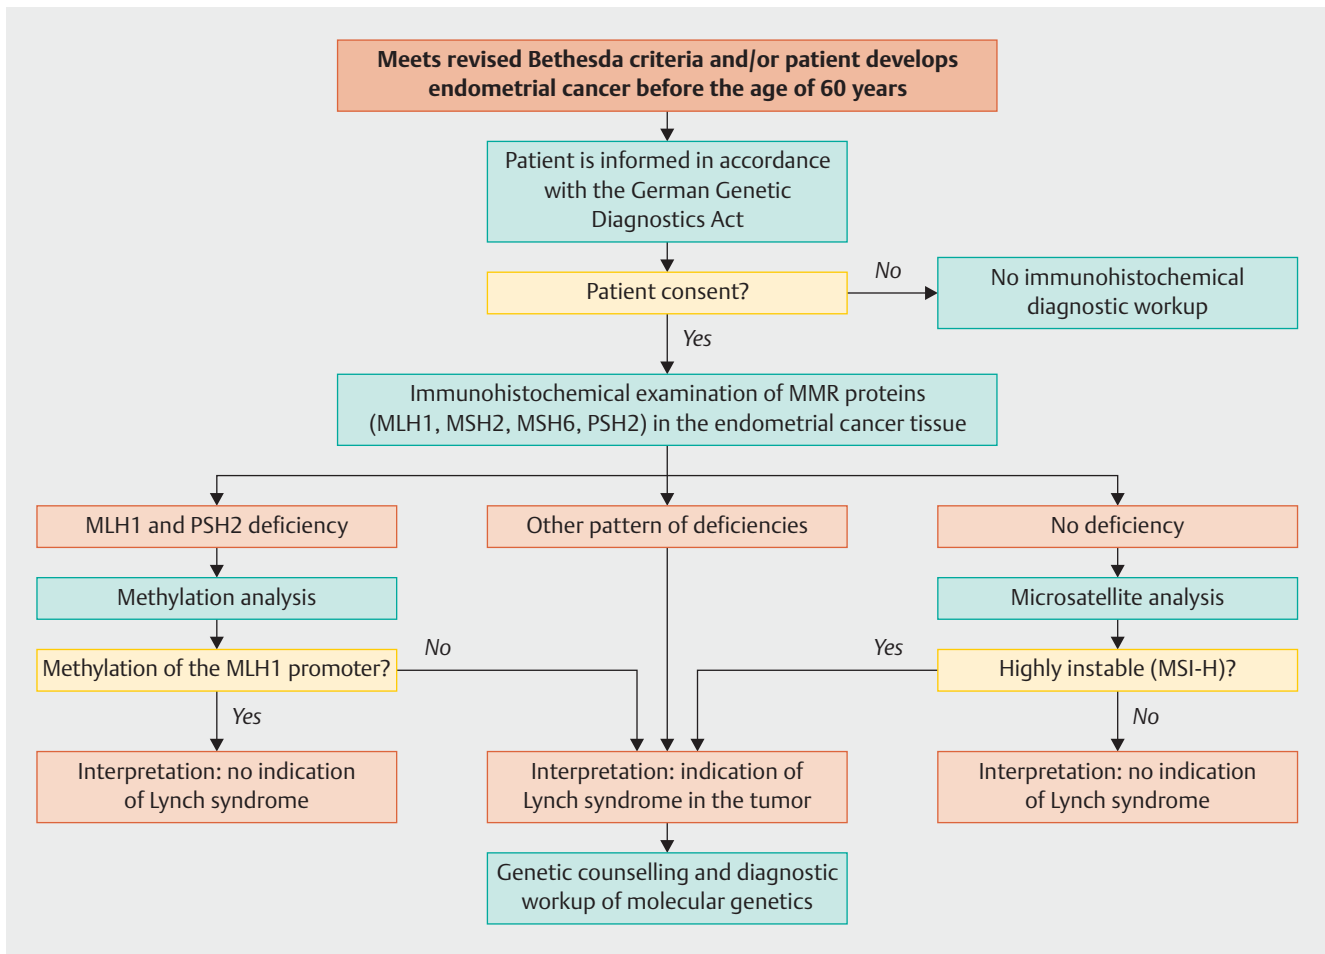 Meets revised Bethesda criteria and/or patient develops
endometrial cancer before the age of 60 years
Patient is informed in accordance
with the German Genetic
Diagnostics Act
Patient consent?
No
No immunohistochemical
diagnostic workup
Yes
Immunohistochemical examination of MMR proteins
(MLH1, MSH2, MSH6, PSH2) in the endometrial cancer tissue
MLH1 and PSH2 deficiency
Other pattern of deficiencies
No deficiency
Methylation analysis
Microsatellite analysis
Methylation of the MLH1 promoter?
No
Yes
Highly instable (MSI-H)?
Yes
No
Interpretation: no indication
of Lynch syndrome
Interpretation: indication of
Lynch syndrome in the tumor
Interpretation: no indication
of Lynch syndrome
Genetic counselling and diagnostic
workup of molecular genetics